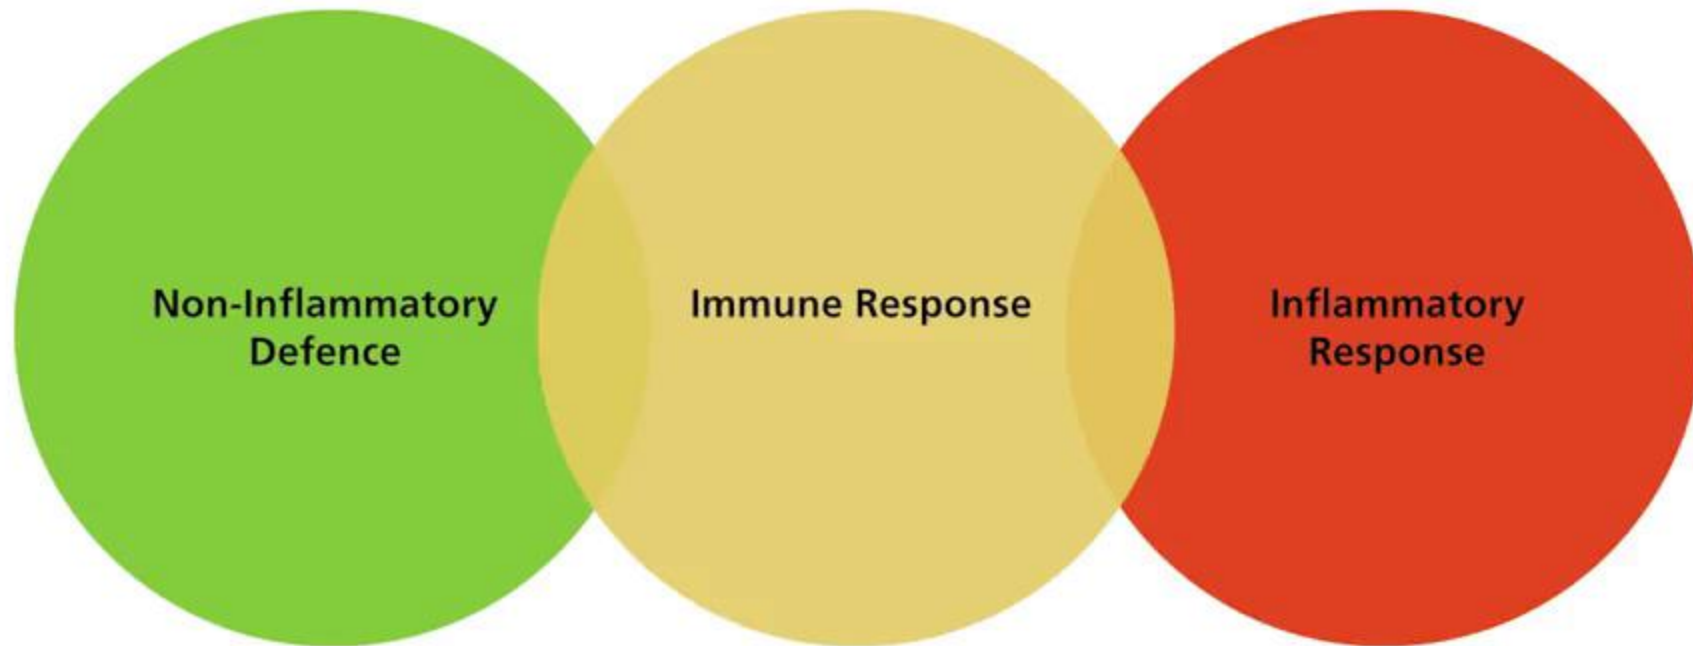 Non-Inflammatory
Defence
Immune Response
Inflammatory
Response